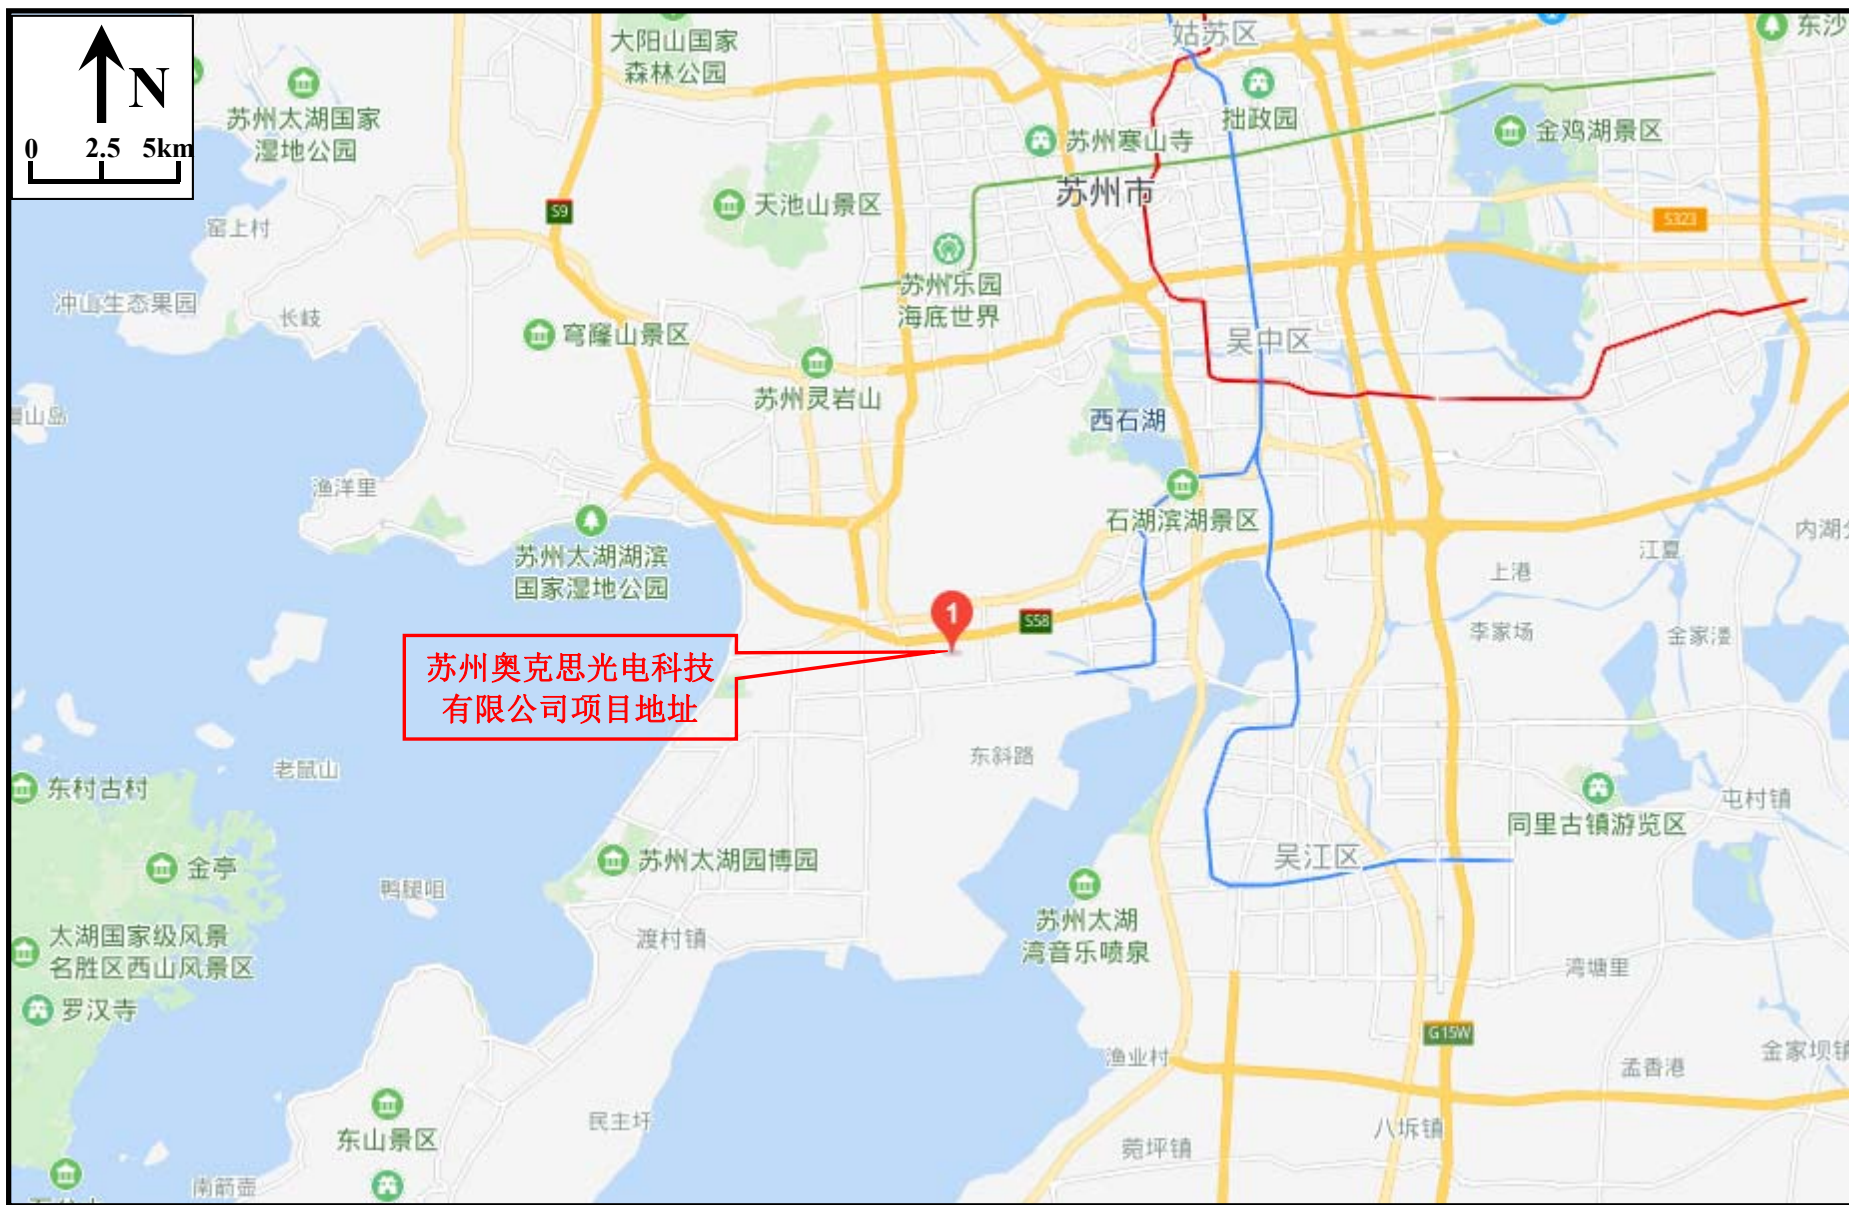 N
0 2.5 5km
大阳山国家
森林公园
姑苏区
东沙
苏州太湖国家
湿地公园
拙政园
苏州寒山寺
金鸡湖景区
苏州市
天池山景区
S9
S323
窑上村
苏州乐园
海底世界
冲山生态果园
长岐
穹窿山景区
吴中区
苏州灵岩山
西石湖
山岛
渔洋里
石湖滨湖景区
苏州太湖湖滨
国家湿地公园
内湖
江夏
上港
1
S58
李家场
金家漫
苏州奥克思光电科技
有限公司项目地址
东斜路
老鼠山
东村古村
同里古镇游览区
屯村镇
吴江区
金亭
苏州太湖园博园
鸭腿咀
苏州太湖
湾音乐喷泉
太湖国家级风景
名胜区西山风景区
渡村镇
湾塘里
罗汉寺
G15W
渔业村
金家坝镇
孟香港
东山景区
民主圩
八坼镇
菀坪镇
南箭壶